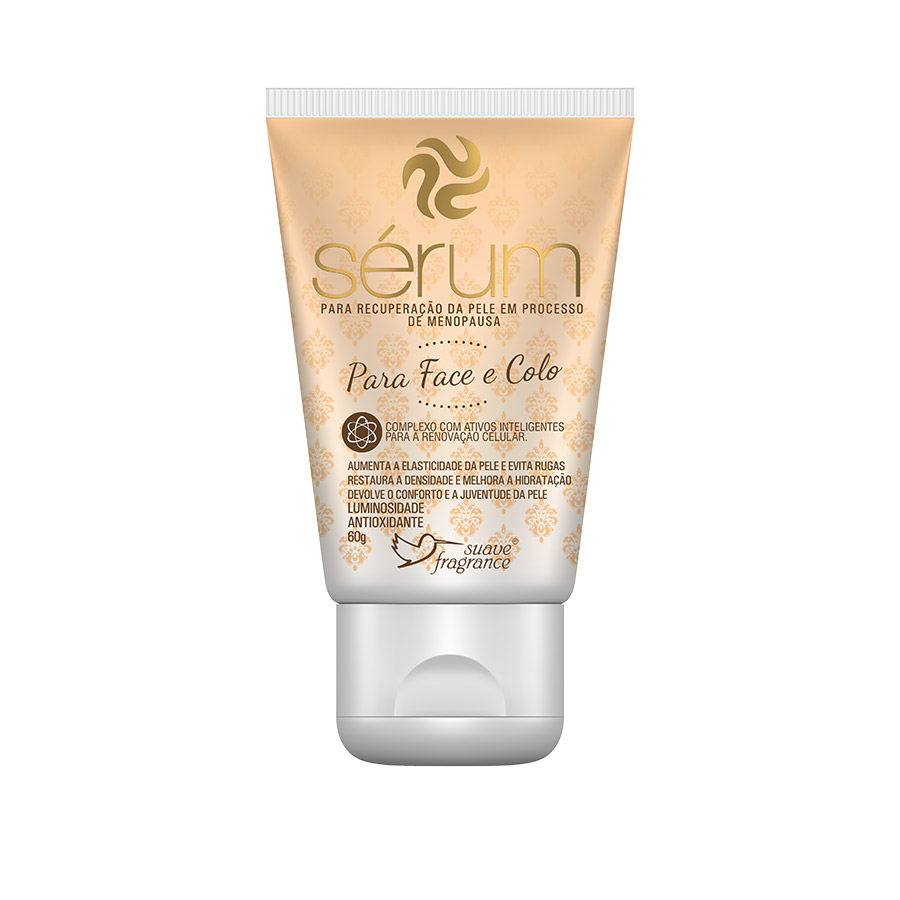 sérum
PARA RECUPERAÇÃO DA PELE EM PROCESSO
DE MENOPAUSA
Para Face e Colo
COMPLEXO COM ATIVOS INTELIGENTES
PARA A RENOVAÇÃO CELULAR.
AUMENTA A ELASTICIDADE DA PELE E EVITA RUGAS
RESTAURA A DENSIDADE E MELHORA A HIDRATAÇÃO
DEVOLVE O CONFORTO E A JUVENTUDE DA PELE
LUMINOSIDADE
ANTIOXIDANTE
60g
suave®
fragrance